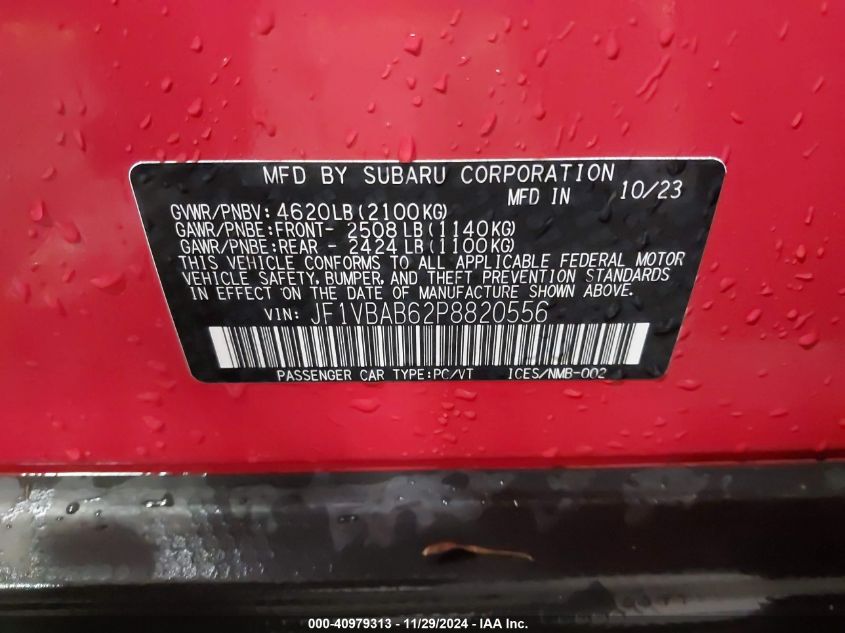 MFD BY SUBARU CORPORATION
MFD IN 10/23
GVWR/PNBV: 4620LB(2100KG)
GAWR/PNBE:FRONT- 2508LB(1140KG)
GAWR/PNBE:REAR - 2424LB(1100KG)
THIS VEHICLE CONFORMS TO ALL APPLICABLE FEDERAL MOTOR
VEHICLE SAFETY, BUMPER, AND THEFT PREVENTION STANDARDS
IN EFFECT ON THE DATE OF MANUFACTURE SHOWN ABOVE.
VIN: JF1VBAB62P8820556
PASSENGER CAR TYPE:PC/VT ICES/NMB-002
000-40979313 - 11/29/2024 - IAA Inc.